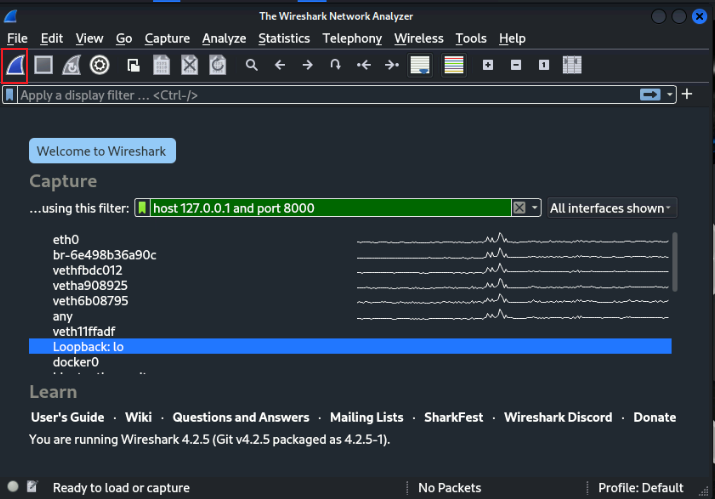 The Wireshark Network Analyzer
File Edit View Go Capture Analyze Statistics Telephony Wireless Tools Help
Apply a display filter ... <Ctrl-/>
Welcome to Wireshark
Capture
...using this filter: host 127.0.0.1 and port 8000 All interfaces shown
eth0
br-6e498b36a90c
vethfbdc012
vetha908925
veth6b08795
any
veth11ffadf
Loopback: lo
docker0
Learn
User's Guide · Wiki · Questions and Answers · Mailing Lists · SharkFest · Wireshark Discord · Donate
You are running Wireshark 4.2.5 (Git v4.2.5 packaged as 4.2.5-1).
Ready to load or capture No Packets Profile: Default